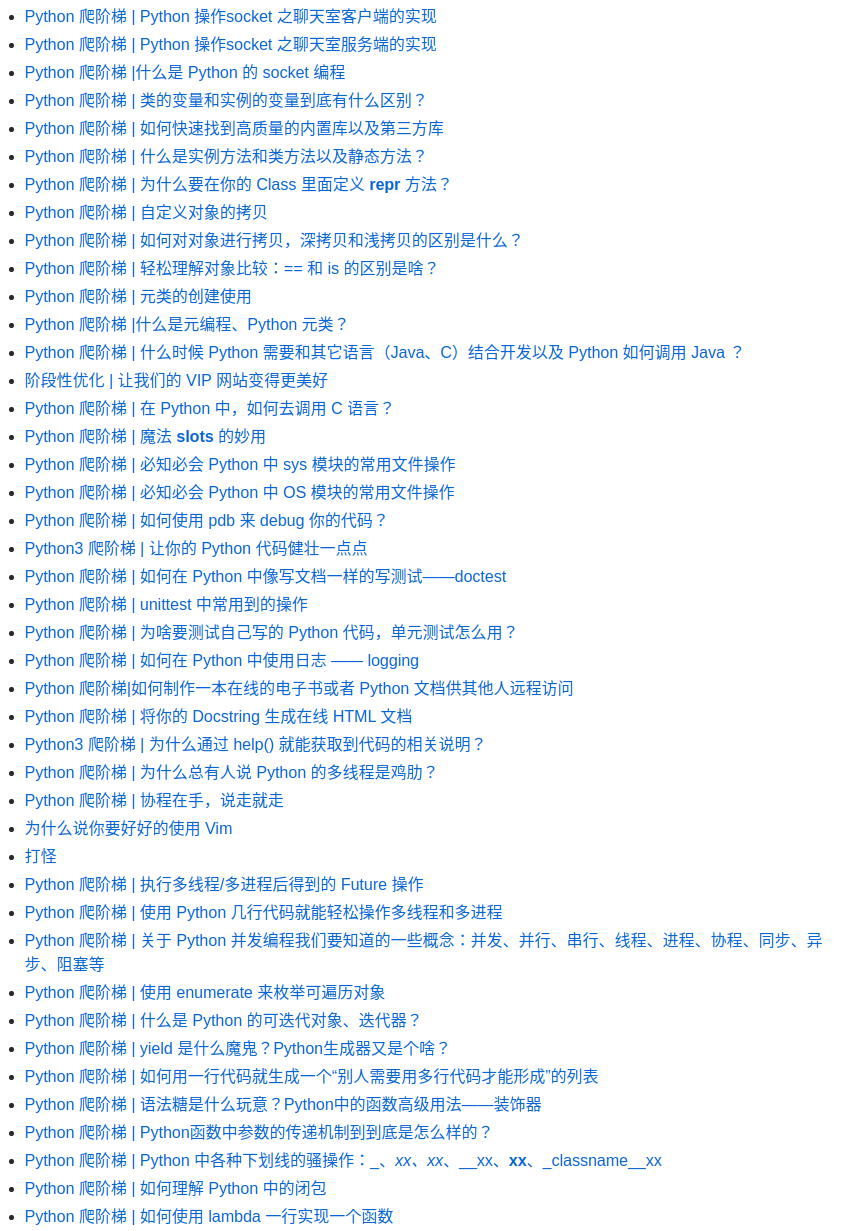 Python 爬阶梯 | Python 操作socket 之聊天室客户端的实现
Python 爬阶梯 | Python 操作socket 之聊天室服务端的实现
Python 爬阶梯 |什么是 Python 的 socket 编程
Python 爬阶梯 | 类的变量和实例的变量到底有什么区别？
Python 爬阶梯 | 如何快速找到高质量的内置库以及第三方库
Python 爬阶梯 | 什么是实例方法和类方法以及静态方法？
Python 爬阶梯 | 为什么要在你的 Class 里面定义 repr 方法？
Python 爬阶梯 | 自定义对象的拷贝
Python 爬阶梯 | 如何对对象进行拷贝，深拷贝和浅拷贝的区别是什么？
Python 爬阶梯 | 轻松理解对象比较：== 和 is 的区别是啥？
Python 爬阶梯 | 元类的创建使用
Python 爬阶梯 |什么是元编程、Python 元类？
Python 爬阶梯 | 什么时候 Python 需要和其它语言（Java、C）结合开发以及 Python 如何调用 Java ？
阶段性优化 | 让我们的 VIP 网站变得更美好
Python 爬阶梯 | 在 Python 中，如何去调用 C 语言？
Python 爬阶梯 | 魔法 slots 的妙用
Python 爬阶梯 | 必知必会 Python 中 sys 模块的常用文件操作
Python 爬阶梯 | 必知必会 Python 中 OS 模块的常用文件操作
Python 爬阶梯 | 如何使用 pdb 来 debug 你的代码？
Python3 爬阶梯 | 让你的 Python 代码健壮一点点
Python 爬阶梯 | 如何在 Python 中像写文档一样的写测试——doctest
Python 爬阶梯 | unittest 中常用到的操作
Python 爬阶梯 | 为啥要测试自己写的 Python 代码，单元测试怎么用？
Python 爬阶梯 | 如何在 Python 中使用日志 —— logging
Python 爬阶梯|如何制作一本在线的电子书或者 Python 文档供其他人远程访问
Python 爬阶梯 | 将你的 Docstring 生成在线 HTML 文档
Python3 爬阶梯 | 为什么通过 help() 就能获取到代码的相关说明？
Python 爬阶梯 | 为什么总有人说 Python 的多线程是鸡肋？
Python 爬阶梯 | 协程在手，说走就走
为什么说你要好好的使用 Vim
打怪
Python 爬阶梯 | 执行多线程/多进程后得到的 Future 操作
Python 爬阶梯 | 使用 Python 几行代码就能轻松操作多线程和多进程
Python 爬阶梯 | 关于 Python 并发编程我们要知道的一些概念：并发、并行、串行、线程、进程、协程、同步、异
步、阻塞等
Python 爬阶梯 | 使用 enumerate 来枚举可遍历对象
Python 爬阶梯 | 什么是 Python 的可迭代对象、迭代器？
Python 爬阶梯 | yield 是什么魔鬼？Python生成器又是个啥？
Python 爬阶梯 | 如何用一行代码就生成一个“别人需要用多行代码才能形成”的列表
Python 爬阶梯 | 语法糖是什么玩意？Python中的函数高级用法——装饰器
Python 爬阶梯 | Python函数中参数的传递机制到到底是怎么样的？
Python 爬阶梯 | Python 中各种下划线的骚操作：_、xx、xx、__xx、xx、_classname__xx
Python 爬阶梯 | 如何理解 Python 中的闭包
Python 爬阶梯 | 如何使用 lambda 一行实现一个函数